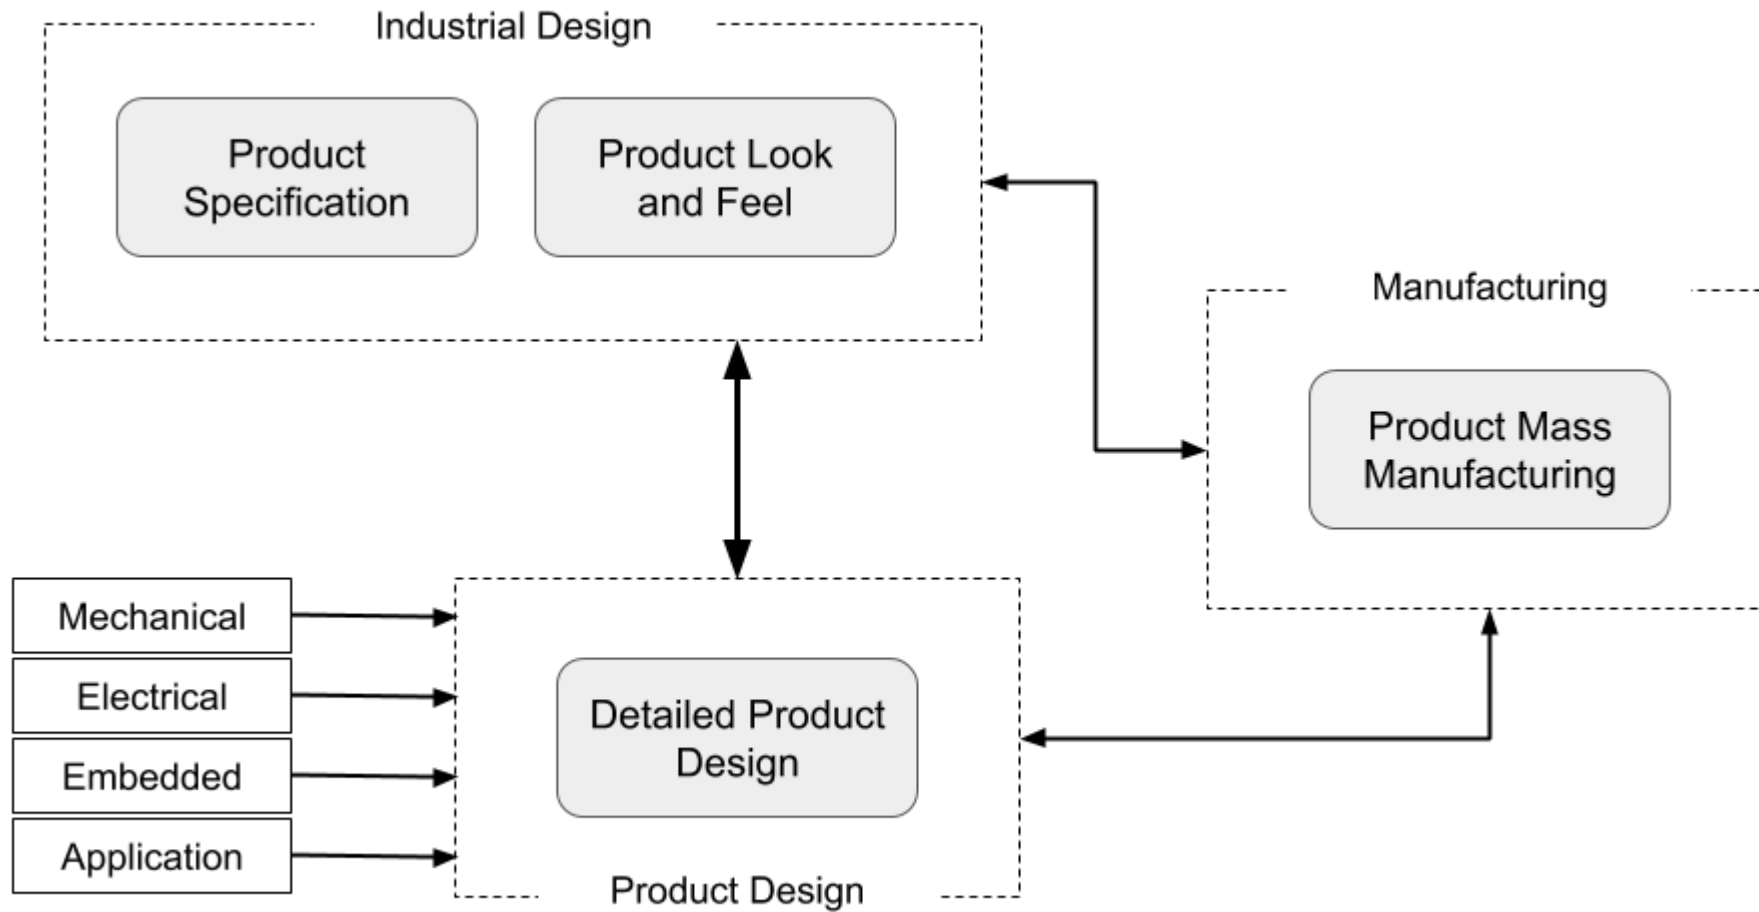 Industrial Design
Product
Specification
Product Look
and Feel
Manufacturing
Product Mass
Manufacturing
Mechanical
Electrical
Embedded
Application
Detailed Product
Design
Product Design